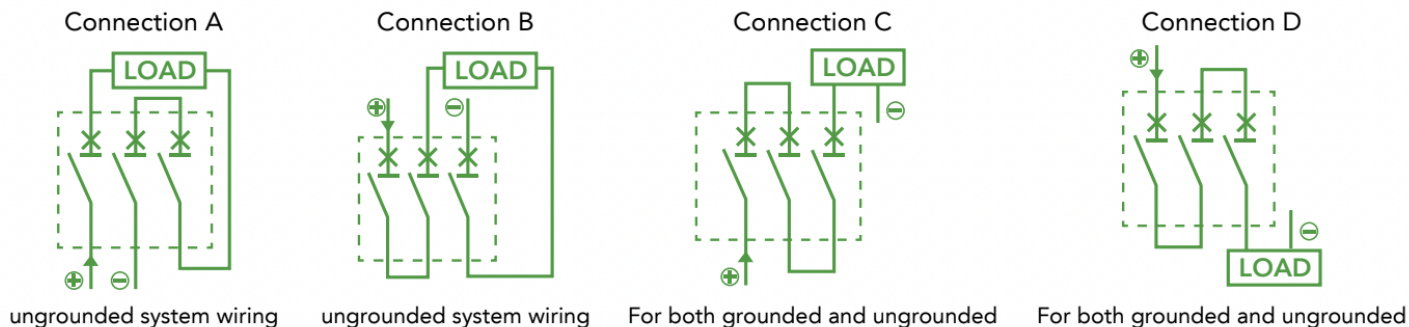 Connection A
Connection B
Connection C
Connection D
LOAD
LOAD
LOAD
LOAD
+
−
+
−
+
−
+
−
ungrounded system wiring
ungrounded system wiring
For both grounded and ungrounded
For both grounded and ungrounded